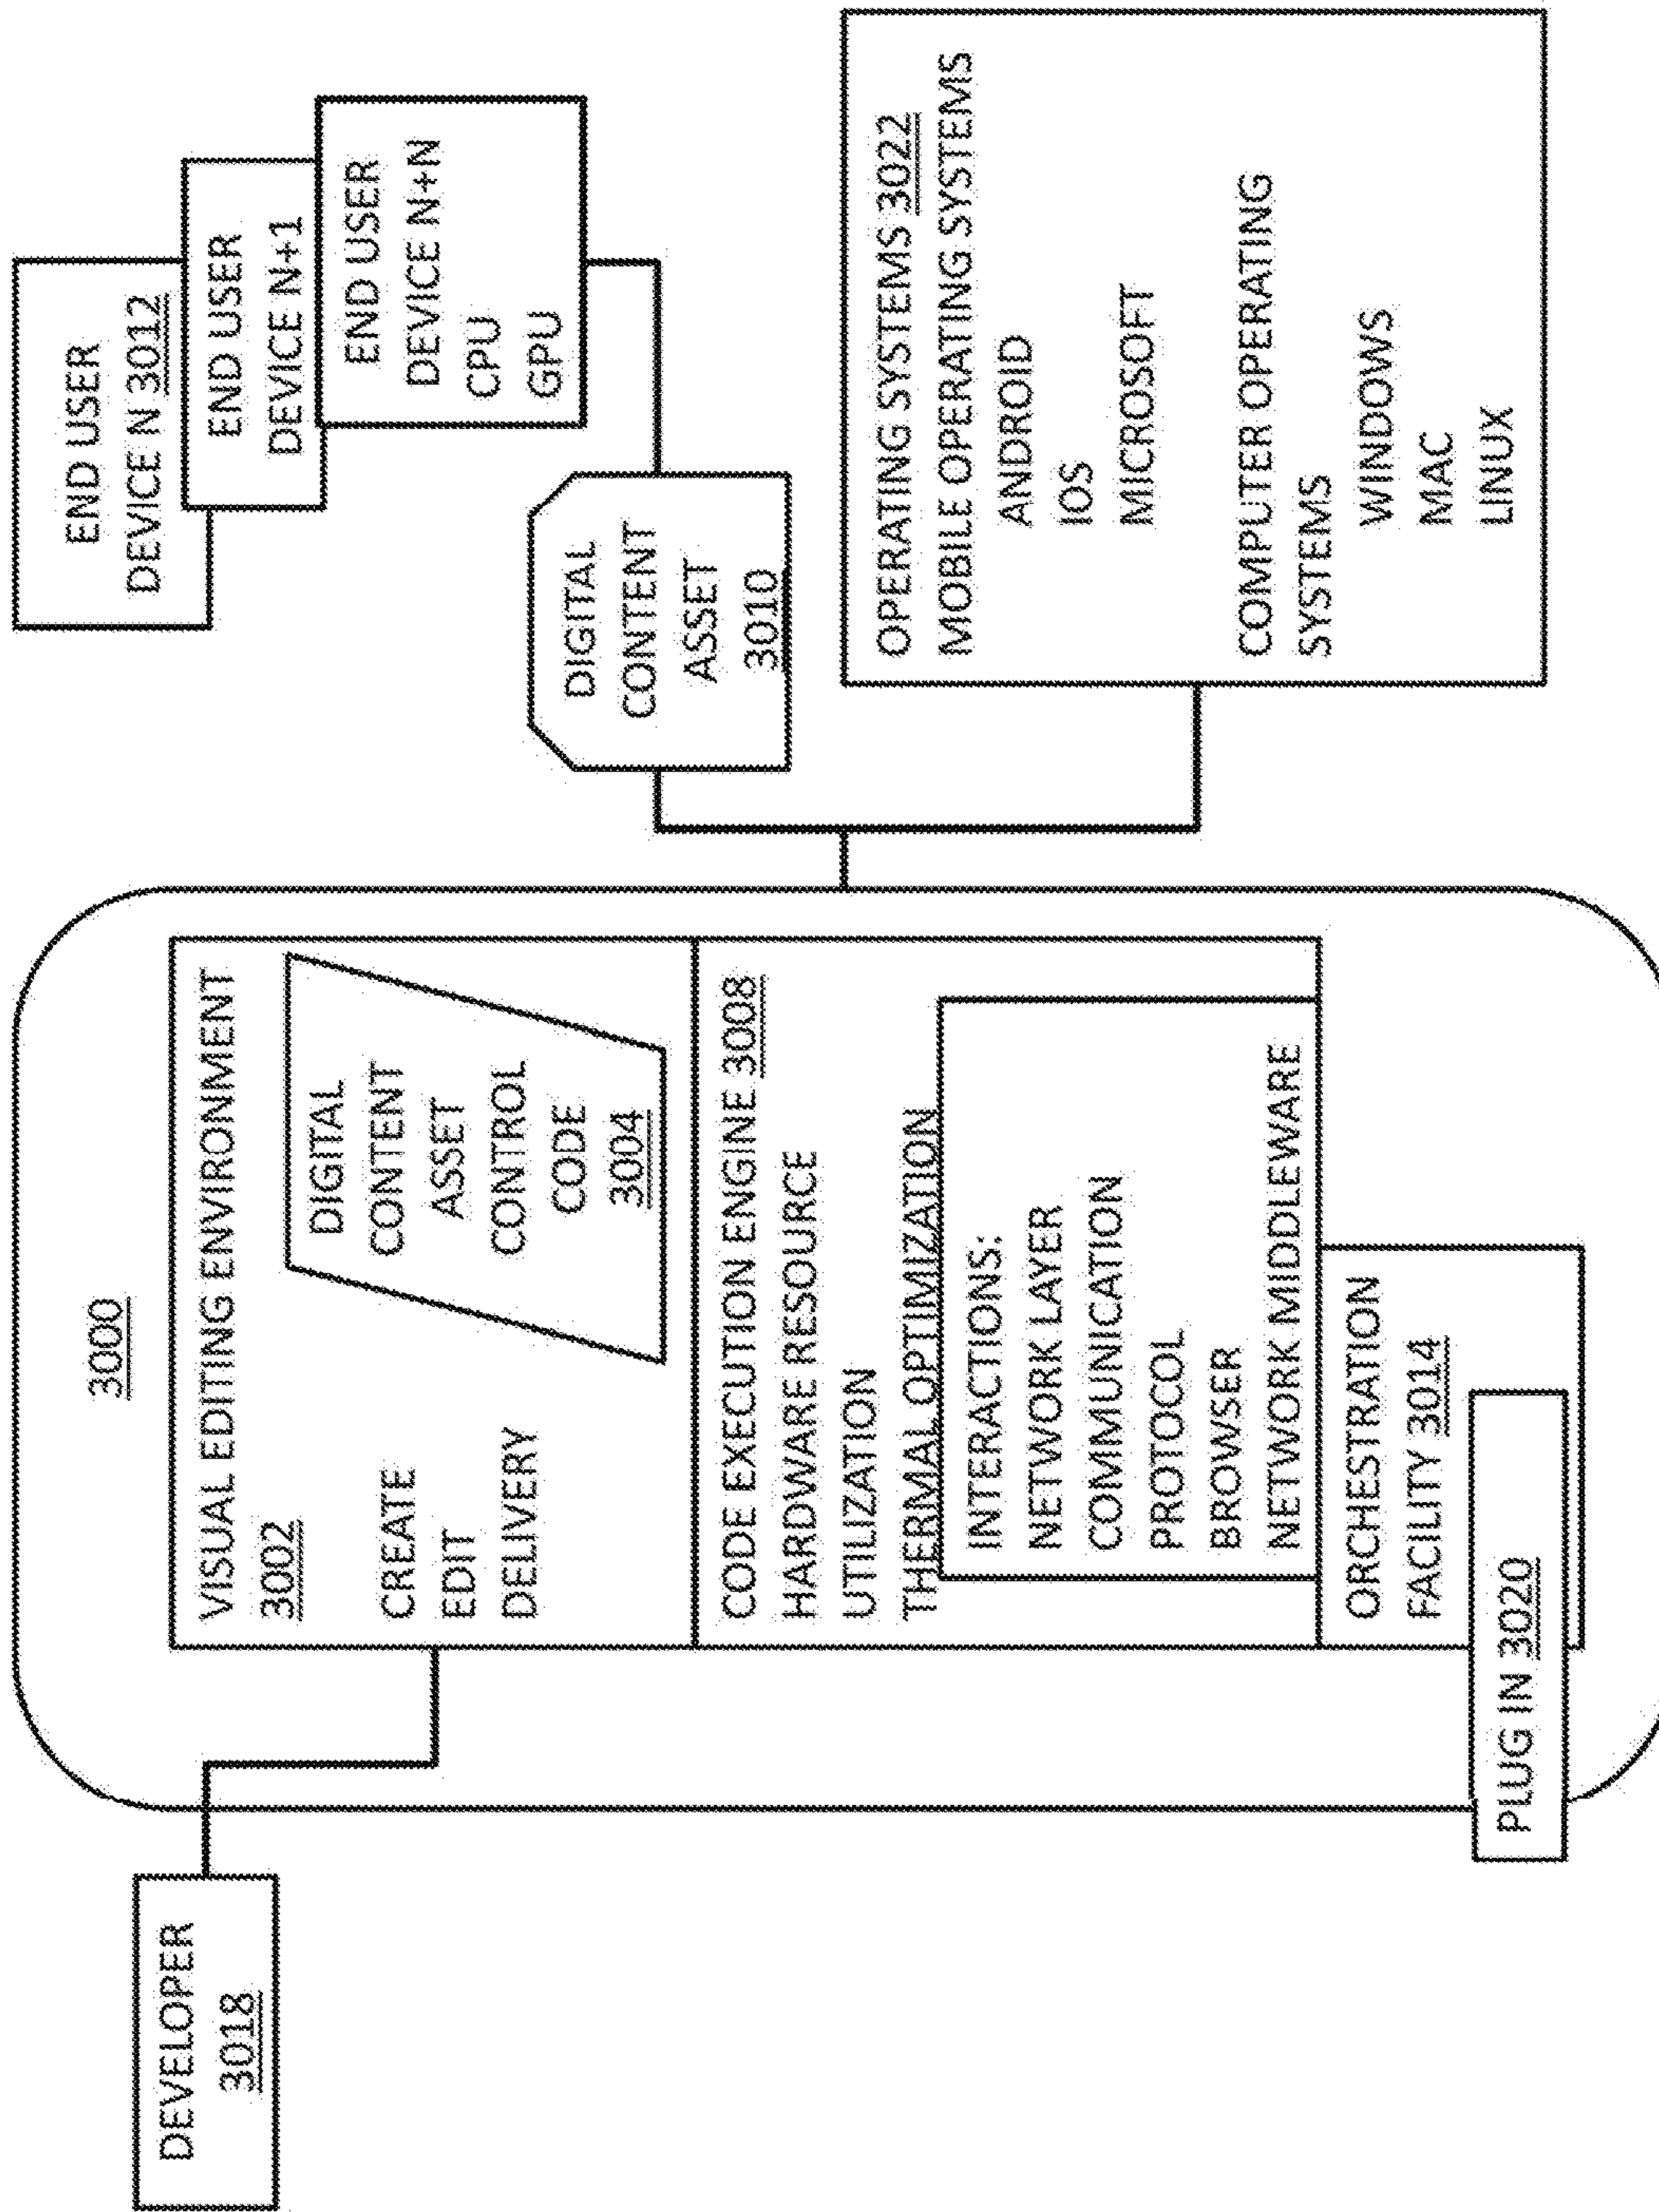 DEVELOPER
3018
3000
VISUAL EDITING ENVIRONMENT
3002
CREATE
EDIT
DELIVERY
DIGITAL
CONTENT
ASSET
CONTROL
CODE
3004
CODE EXECUTION ENGINE 3008
HARDWARE RESOURCE
UTILIZATION
THERMAL OPTIMIZATION
INTERACTIONS:
NETWORK LAYER
COMMUNICATION
PROTOCOL
BROWSER
NETWORK MIDDLEWARE
ORCHESTRATION
FACILITY 3014
PLUG IN 3020
END USER
DEVICE N 3012
END USER
DEVICE N+1
END USER
DEVICE N+N
CPU
GPU
DIGITAL
CONTENT
ASSET
3010
OPERATING SYSTEMS 3022
MOBILE OPERATING SYSTEMS
ANDROID
IOS
MICROSOFT
COMPUTER OPERATING
SYSTEMS
WINDOWS
MAC
LINUX